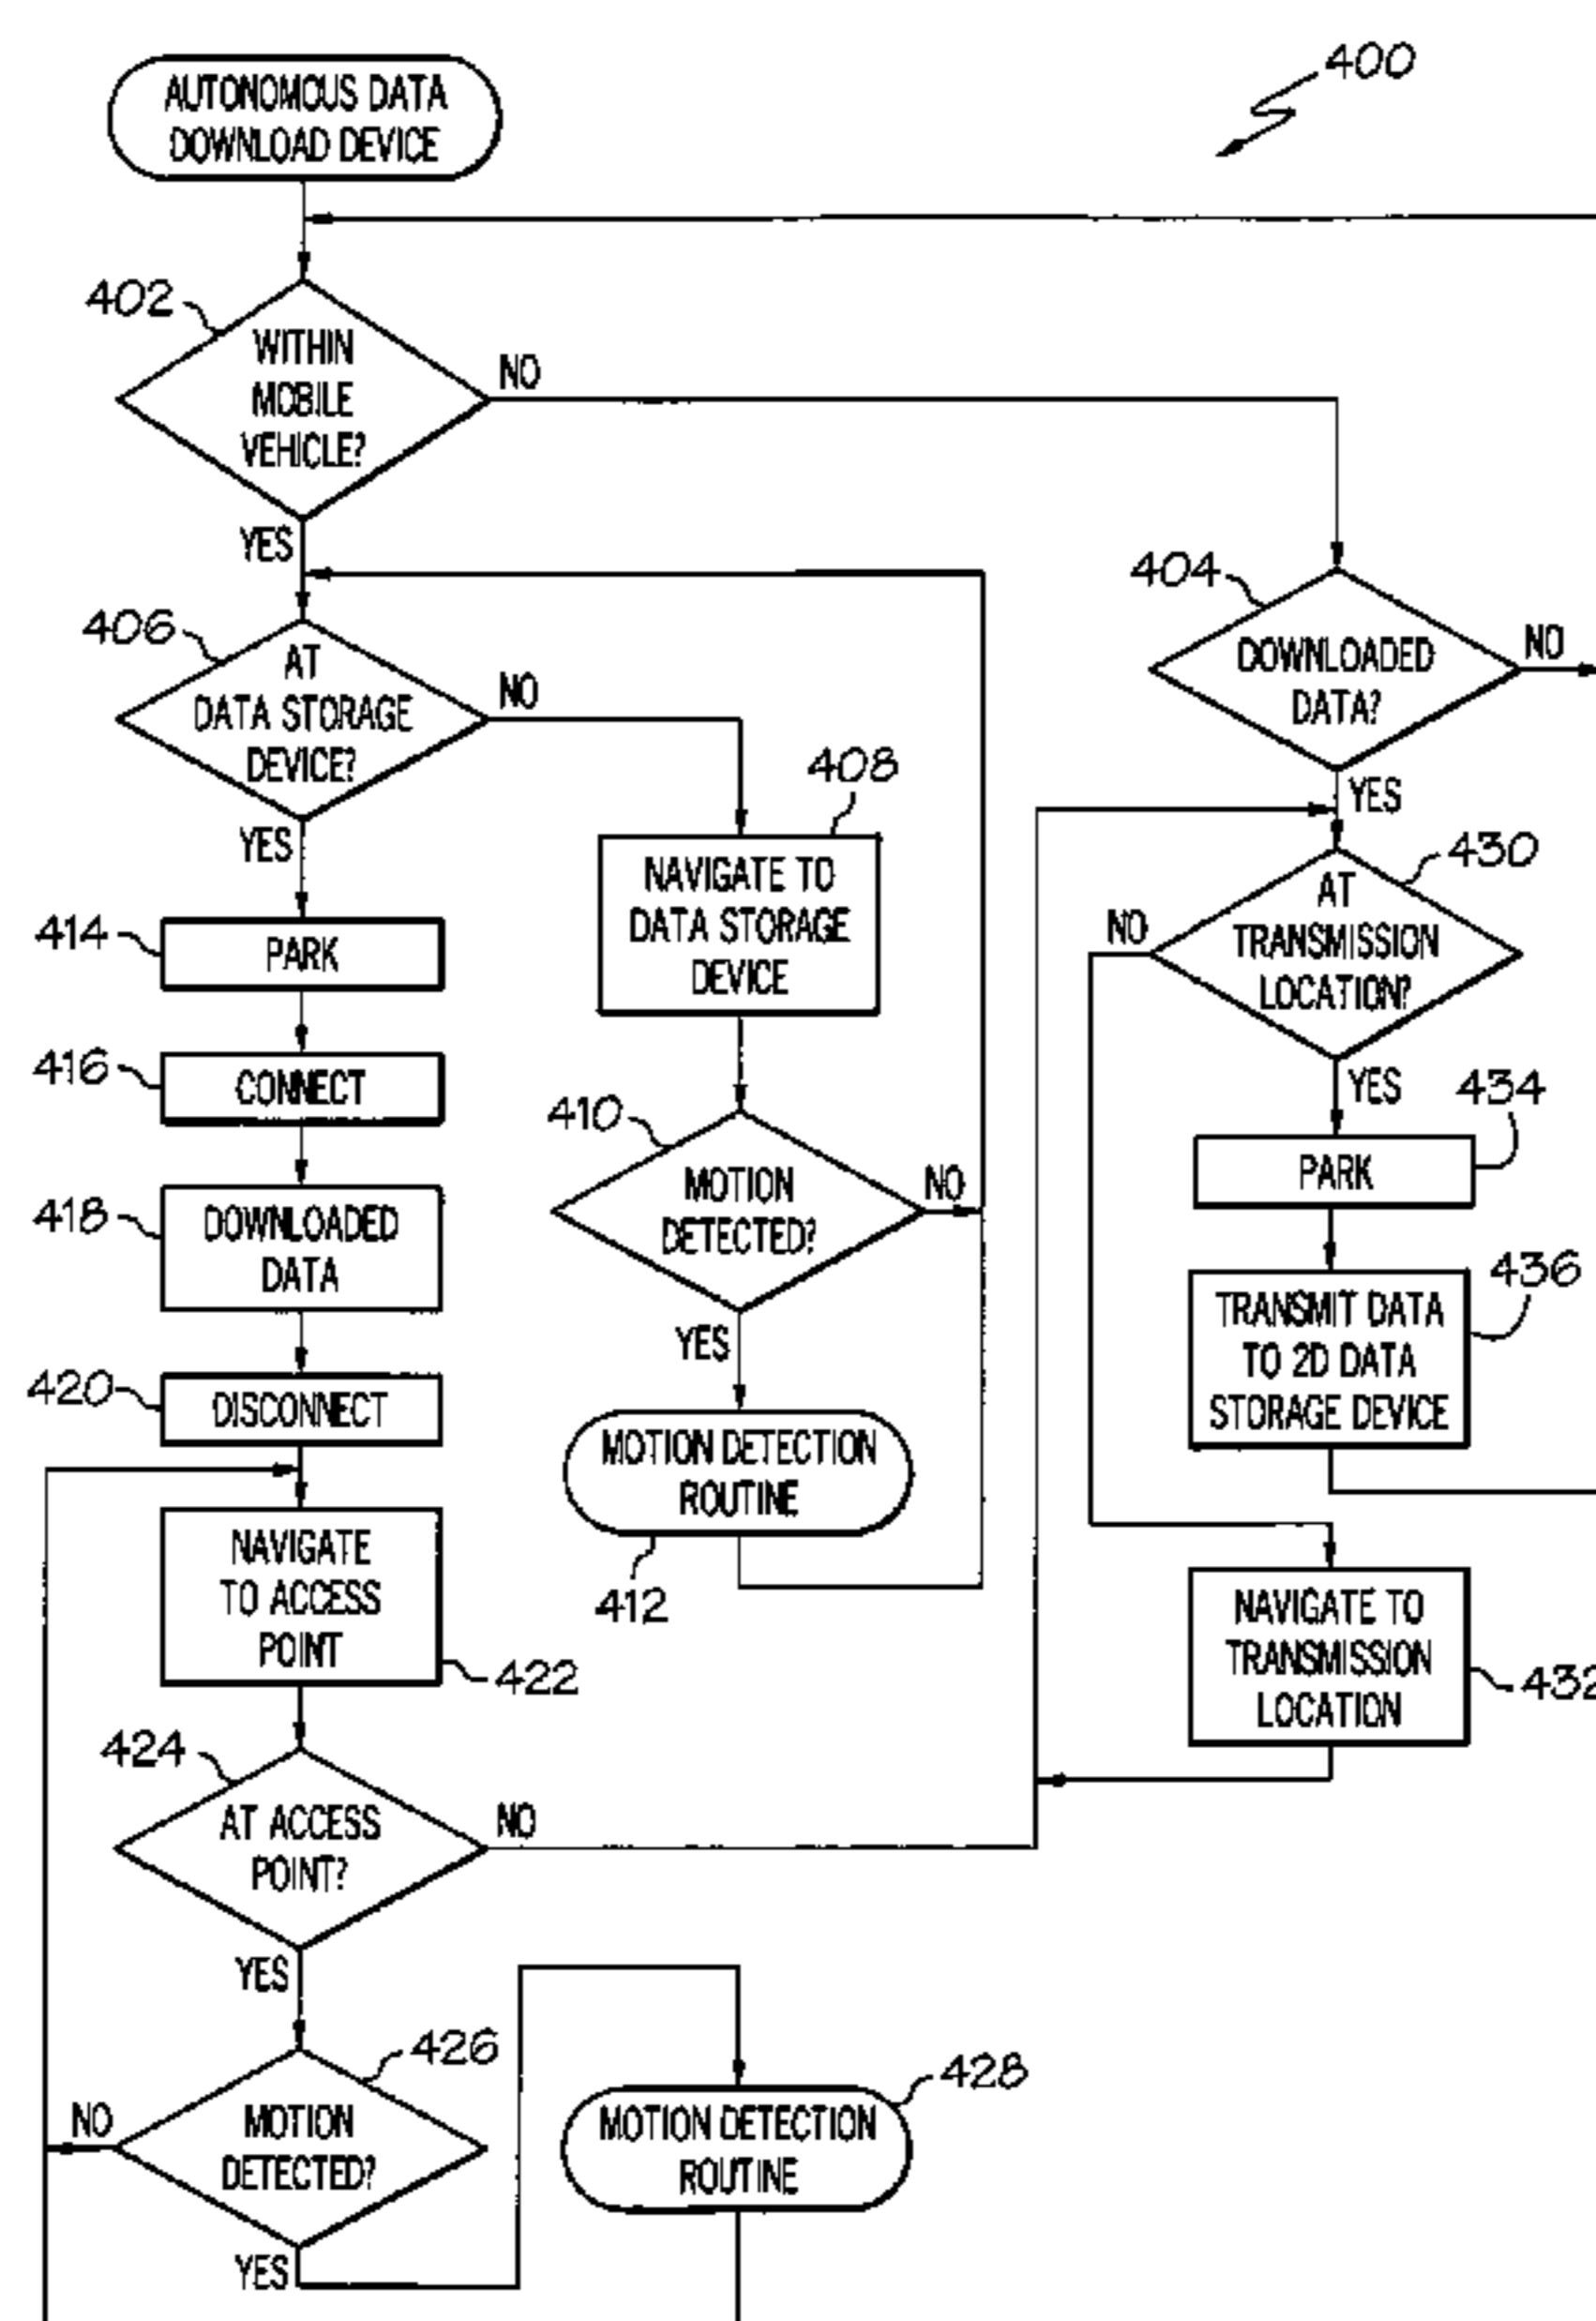 400
AUTONOMOUS DATA
DOWNLOAD DEVICE
402
WITHIN
MOBILE
VEHICLE?
NO
YES
404
DOWNLOADED
DATA?
NO
YES
406
AT
DATA STORAGE
DEVICE?
NO
YES
408
NAVIGATE TO
DATA STORAGE
DEVICE
430
AT
TRANSMISSION
LOCATION?
NO
YES
414
PARK
416
CONNECT
410
MOTION
DETECTED?
NO
YES
434
PARK
418
DOWNLOADED
DATA
436
TRANSMIT DATA
TO 2D DATA
STORAGE DEVICE
420
DISCONNECT
MOTION DETECTION
ROUTINE
412
NAVIGATE
TO ACCESS
POINT
422
NAVIGATE TO
TRANSMISSION
LOCATION
432
424
AT ACCESS
POINT?
NO
YES
426
MOTION
DETECTED?
NO
YES
428
MOTION DETECTION
ROUTINE